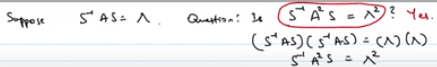 Suppose S⁻¹AS = Λ. Question: Is S⁻¹A²S = Λ²? Yes.
(S⁻¹AS)(S⁻¹AS) = (Λ)(Λ)
S⁻¹A²S = Λ²